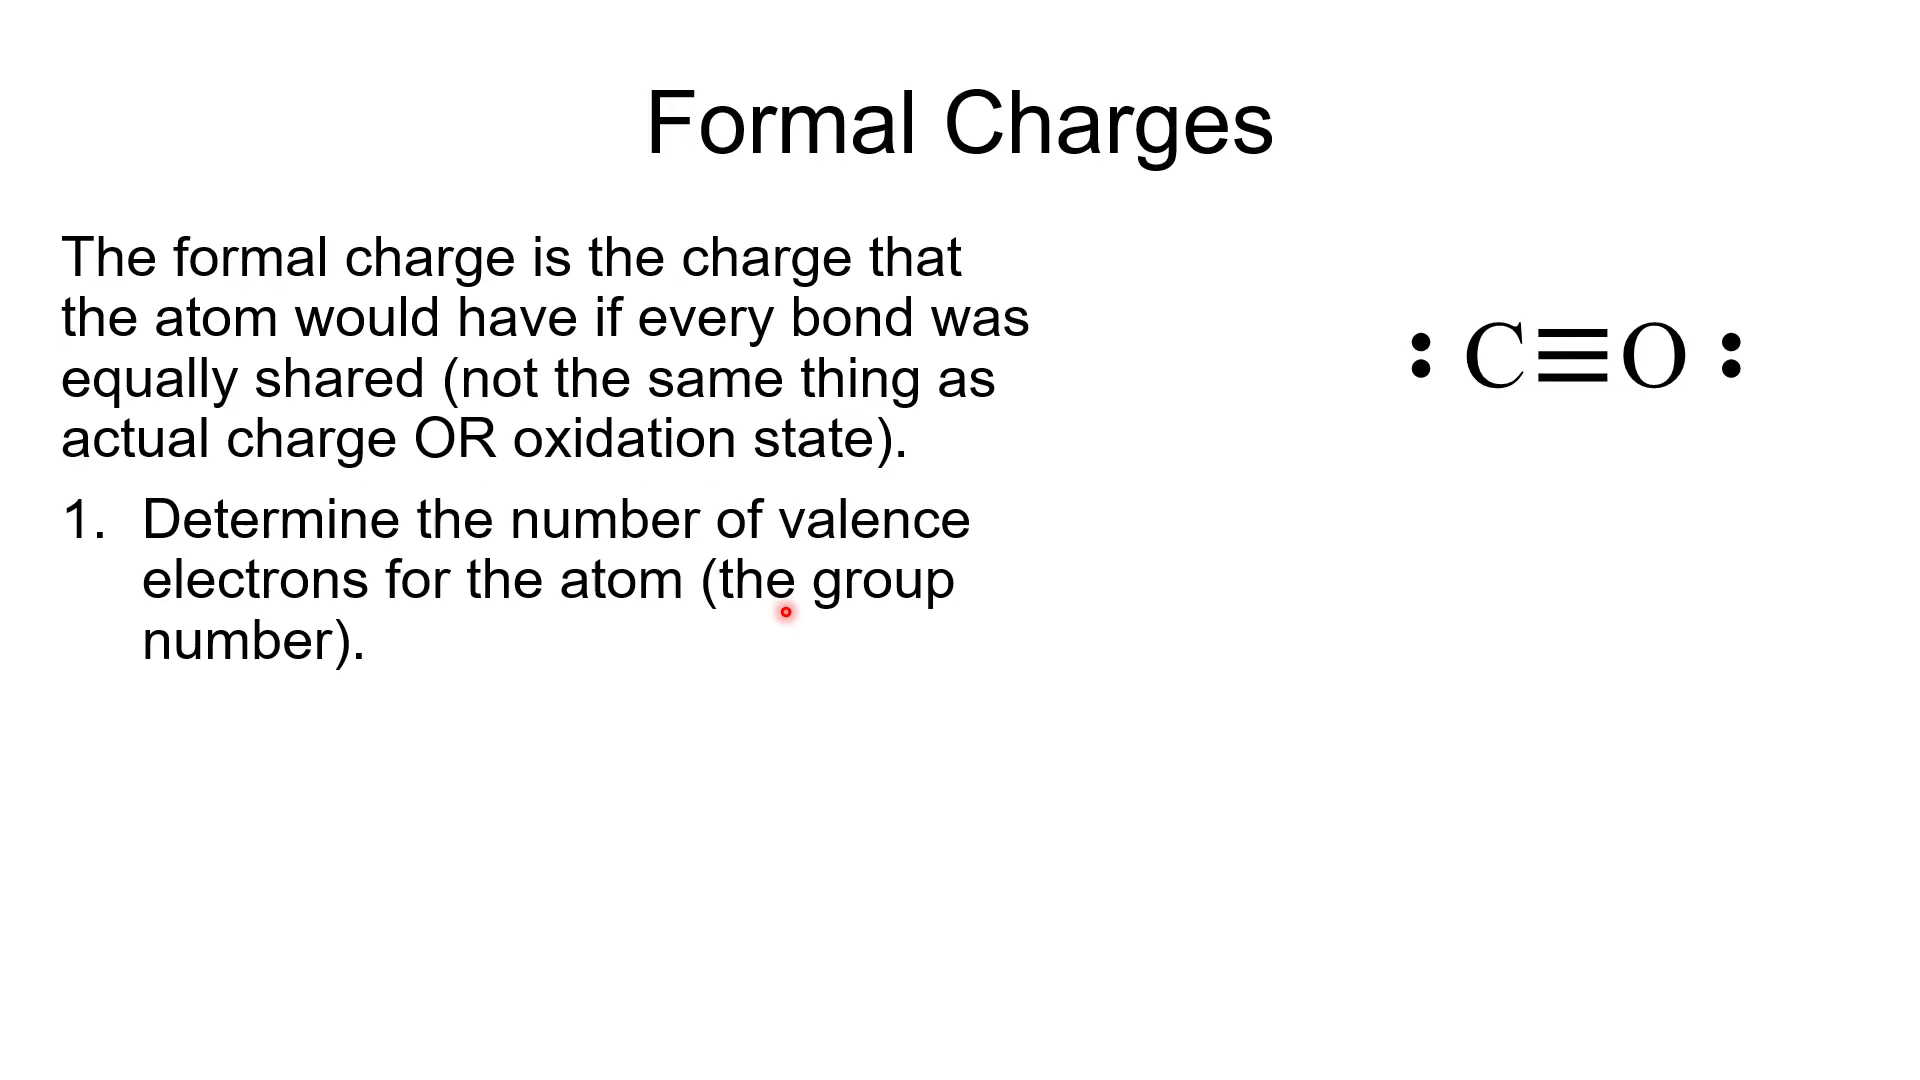 Formal Charges
The formal charge is the charge that
the atom would have if every bond was
equally shared (not the same thing as
actual charge OR oxidation state).
:C≡O:
1. Determine the number of valence
electrons for the atom (the group
number).